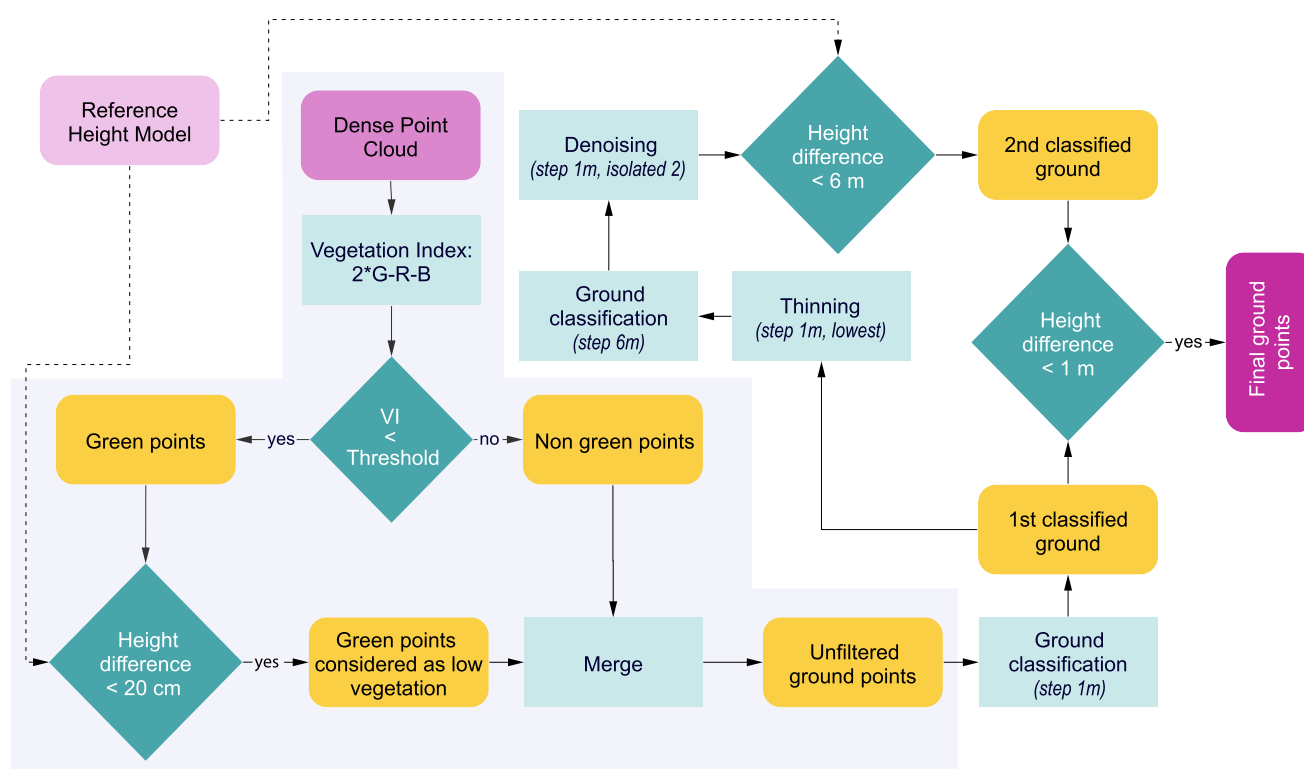 Reference
Height Model
Dense Point
Cloud
Vegetation Index:
2*G-R-B
VI
<
Threshold
yes
no
Green points
Non green points
Height
difference
< 20 cm
yes
Green points
considered as low
vegetation
Merge
Unfiltered
ground points
Ground
classification
(step 1m)
1st classified
ground
Thinning
(step 1m, lowest)
Ground
classification
(step 6m)
Denoising
(step 1m, isolated 2)
Height
difference
< 6 m
2nd classified
ground
Height
difference
< 1 m
yes
Final ground
points